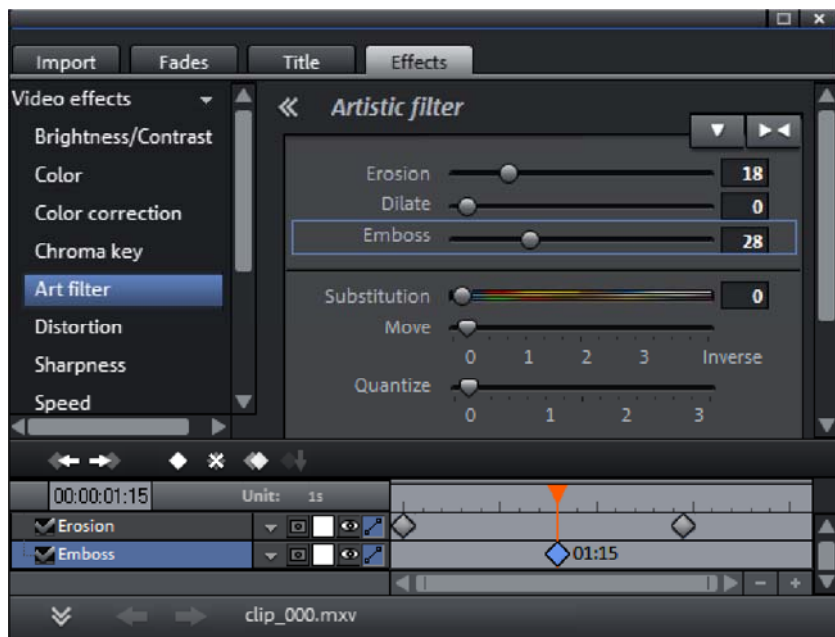 Import Fades Title Effects
Video effects
Brightness/Contrast
Color
Color correction
Chroma key
Art filter
Distortion
Sharpness
Speed
Artistic filter
Erosion 18
Dilate 0
Emboss 28
Substitution 0
Move
0 1 2 3 Inverse
Quantize
0 1 2 3
00:00:01:15 Unit: 1s
Erosion
Emboss 01:15
clip_000.mxv